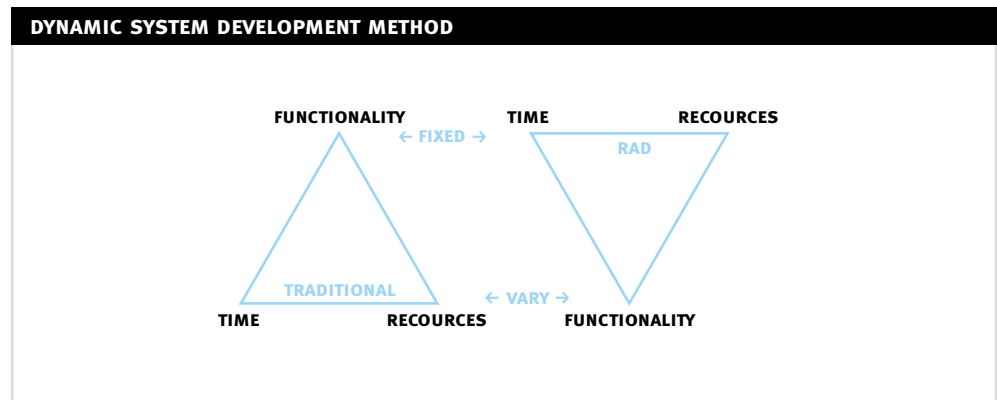 DYNAMIC SYSTEM DEVELOPMENT METHOD
FUNCTIONALITY
← FIXED →
TIME
RECOURCES
RAD
TRADITIONAL
← VARY →
TIME
RECOURCES
FUNCTIONALITY